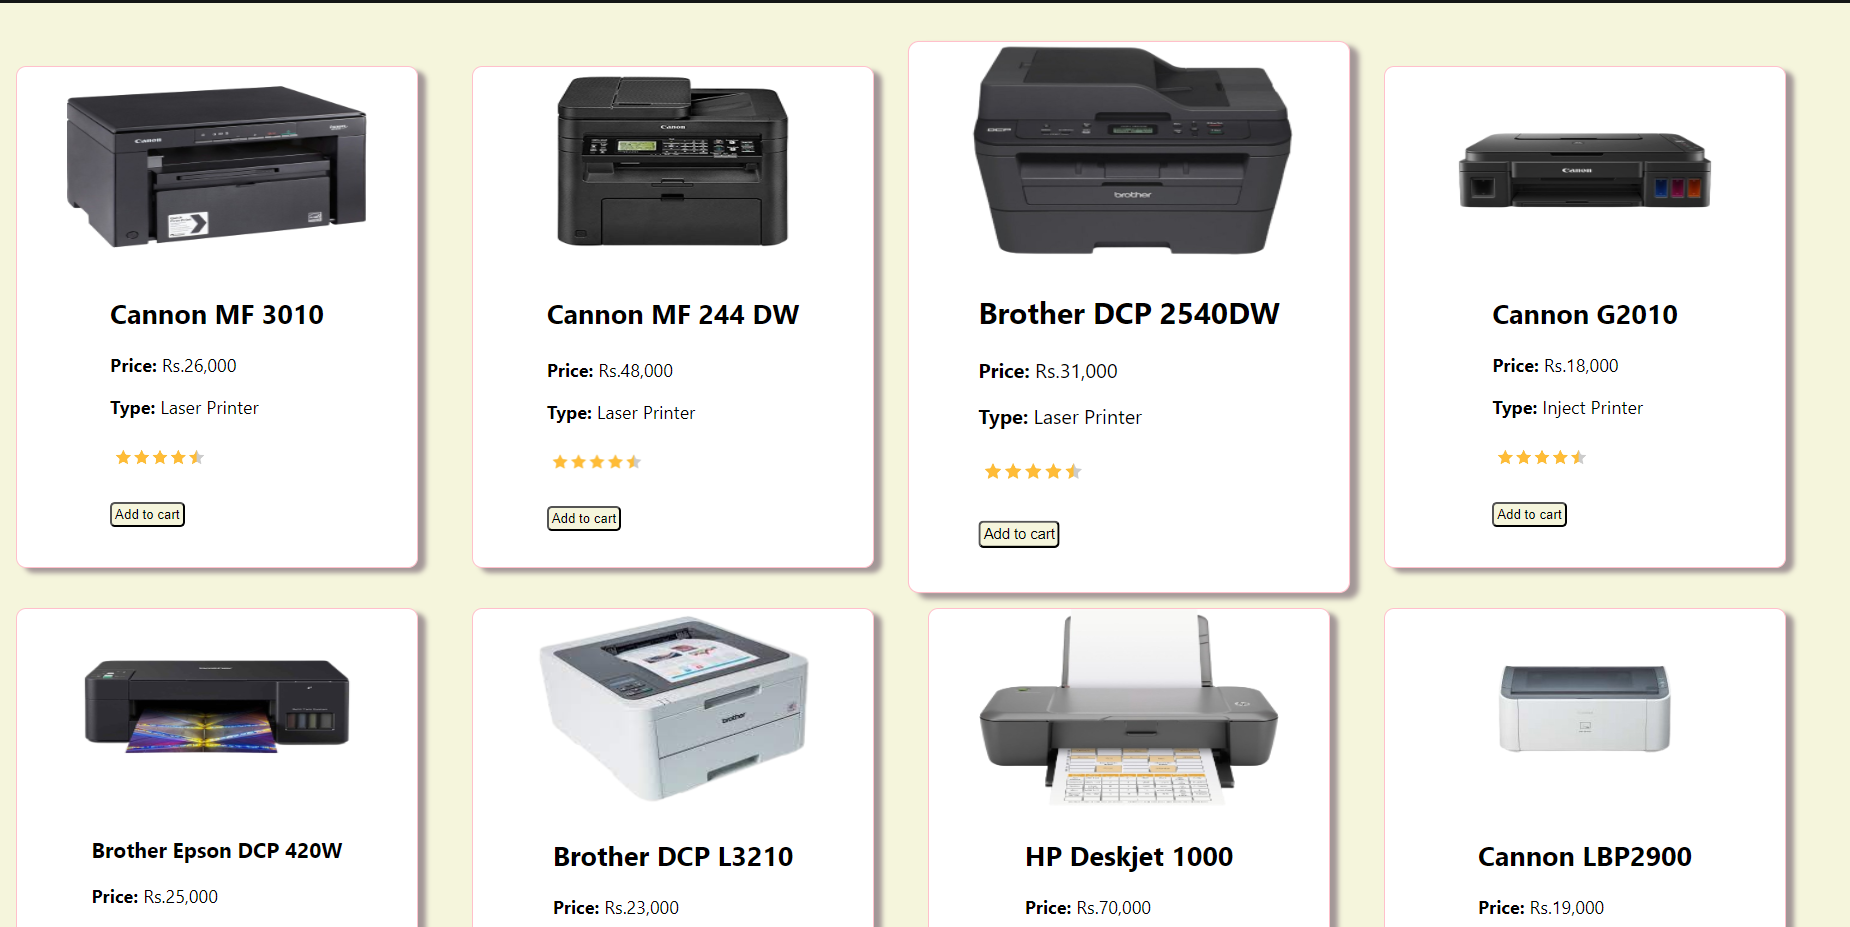 Canon
Canon
DCP
brother
Canon
Cannon MF 3010
Price: Rs.26,000
Type: Laser Printer
Add to cart
Cannon MF 244 DW
Price: Rs.48,000
Type: Laser Printer
Add to cart
Brother DCP 2540DW
Price: Rs.31,000
Type: Laser Printer
Add to cart
Cannon G2010
Price: Rs.18,000
Type: Inject Printer
Add to cart
brother
Brother Epson DCP 420W
Price: Rs.25,000
Brother DCP L3210
Price: Rs.23,000
HP Deskjet 1000
Price: Rs.70,000
Cannon LBP2900
Price: Rs.19,000